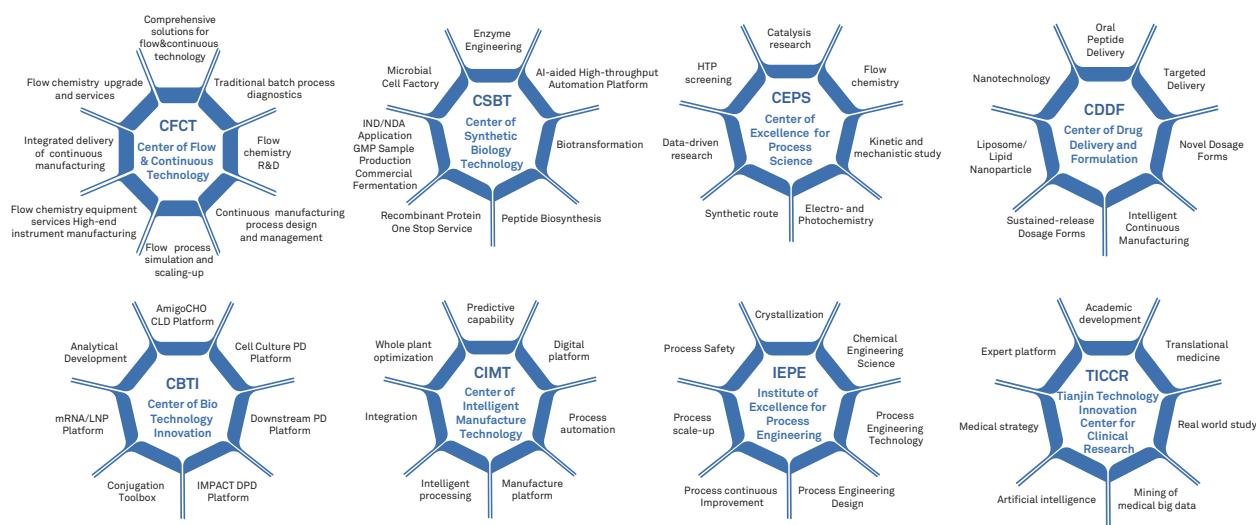 Comprehensive
solutions for
flow&continuous
technology
Traditional batch process
diagnostics
Flow
chemistry
R&D
Continuous manufacturing
process design
and management
Flow process
simulation and
scaling-up
Flow chemistry equipment
services High-end
instrument manufacturing
Integrated delivery
of continuous
manufacturing
Flow chemistry upgrade
and services
CFCT
Center of Flow
& Continuous
Technology
Enzyme
Engineering
AI-aided High-throughput
Automation Platform
Biotransformation
Peptide Biosynthesis
Recombinant Protein
One Stop Service
IND/NDA
Application
GMP Sample
Production
Commercial
Fermentation
Microbial
Cell Factory
CSBT
Center of
Synthetic
Biology
Technology
Catalysis
research
Flow
chemistry
Kinetic and
mechanistic study
Electro- and
Photochemistry
Synthetic route
Data-driven
research
HTP
screening
CEPS
Center of
Excellence for
Process
Science
Oral
Peptide
Delivery
Targeted
Delivery
Novel Dosage
Forms
Intelligent
Continuous
Manufacturing
Sustained-release
Dosage Forms
Liposome/
Lipid
Nanoparticle
Nanotechnology
CDDF
Center of Drug
Delivery and
Formulation
AmigoCHO
CLD Platform
Cell Culture PD
Platform
Downstream PD
Platform
IMPACT DPD
Platform
Conjugation
Toolbox
mRNA/LNP
Platform
Analytical
Development
CBTI
Center of Bio
Technology
Innovation
Predictive
capability
Digital
platform
Process
automation
Manufacture
platform
Intelligent
processing
Integration
Whole plant
optimization
CIMT
Center of
Intelligent
Manufacture
Technology
Crystallization
Chemical
Engineering
Science
Process
Engineering
Technology
Process Engineering
Design
Process continuous
Improvement
Process
scale-up
Process Safety
IEPE
Institute of
Excellence for
Process
Engineering
Academic
development
Translational
medicine
Real world study
Mining of
medical big data
Artificial intelligence
Medical strategy
Expert platform
TICCR
Tianjin Technology
Innovation
Center for
Clinical
Research